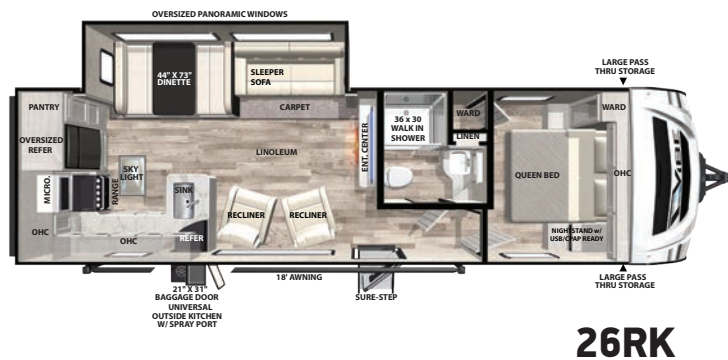 OVERSIZED PANORAMIC WINDOWS
LARGE PASS
THRU STORAGE
44" X 73"
DINETTE
SLEEPER
SOFA
PANTRY
CARPET
36 x 30
WALK IN
SHOWER
WARD
WARD
LINEN
OVERSIZED
REFER
ENT. CENTER
LINOLEUM
SKY
LIGHT
MICRO.
RANGE
SINK
QUEEN BED
OHC
VIBE
RECLINER
RECLINER
OHC
OHC
REFER
NIGHTSTAND w/
USB/CPAP READY
18' AWNING
SURE-STEP
21" X 31"
BAGGAGE DOOR
UNIVERSAL
OUTSIDE KITCHEN
W/ SPRAY PORT
LARGE PASS
THRU STORAGE
26RK